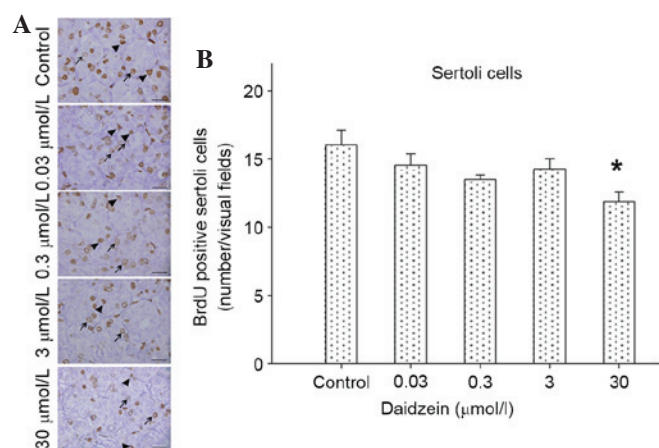 A
Control
0.03 μmol/L
0.3 μmol/L
3 μmol/L
30 μmol/L
B
Sertoli cells
BrdU positive sertoli cells
(number/visual fields)
20
15
10
5
0
Control
0.03
0.3
3
30
*
Daidzein (μmol/l)